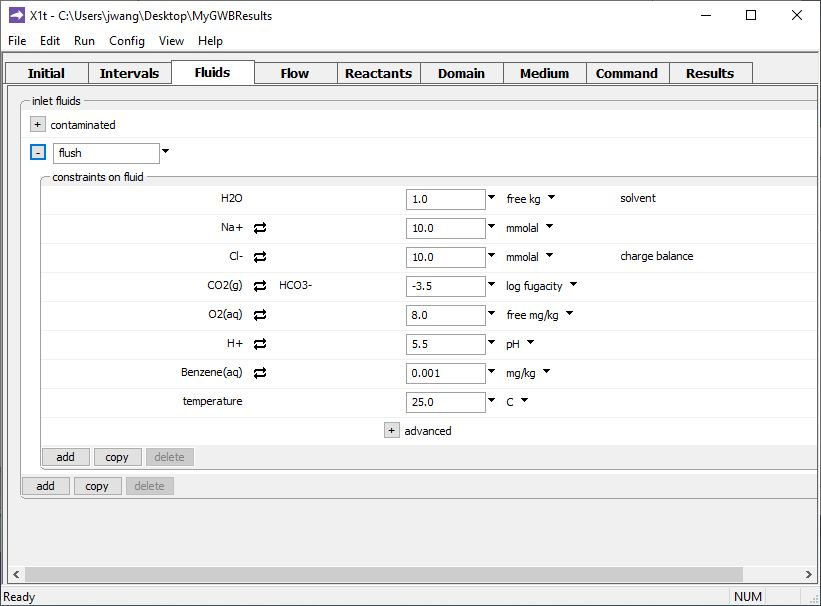 X1t - C:\Users\jwang\Desktop\MyGWBResults
File Edit Run Config View Help
Initial Intervals Fluids Flow Reactants Domain Medium Command Results
inlet fluids
+ contaminated
- flush
constraints on fluid
H2O 1.0 free kg solvent
Na+ 10.0 mmolal
Cl- 10.0 mmolal charge balance
CO2(g) HCO3- -3.5 log fugacity
O2(aq) 8.0 free mg/kg
H+ 5.5 pH
Benzene(aq) 0.001 mg/kg
temperature 25.0 C
+ advanced
add copy delete
add copy delete
Ready NUM